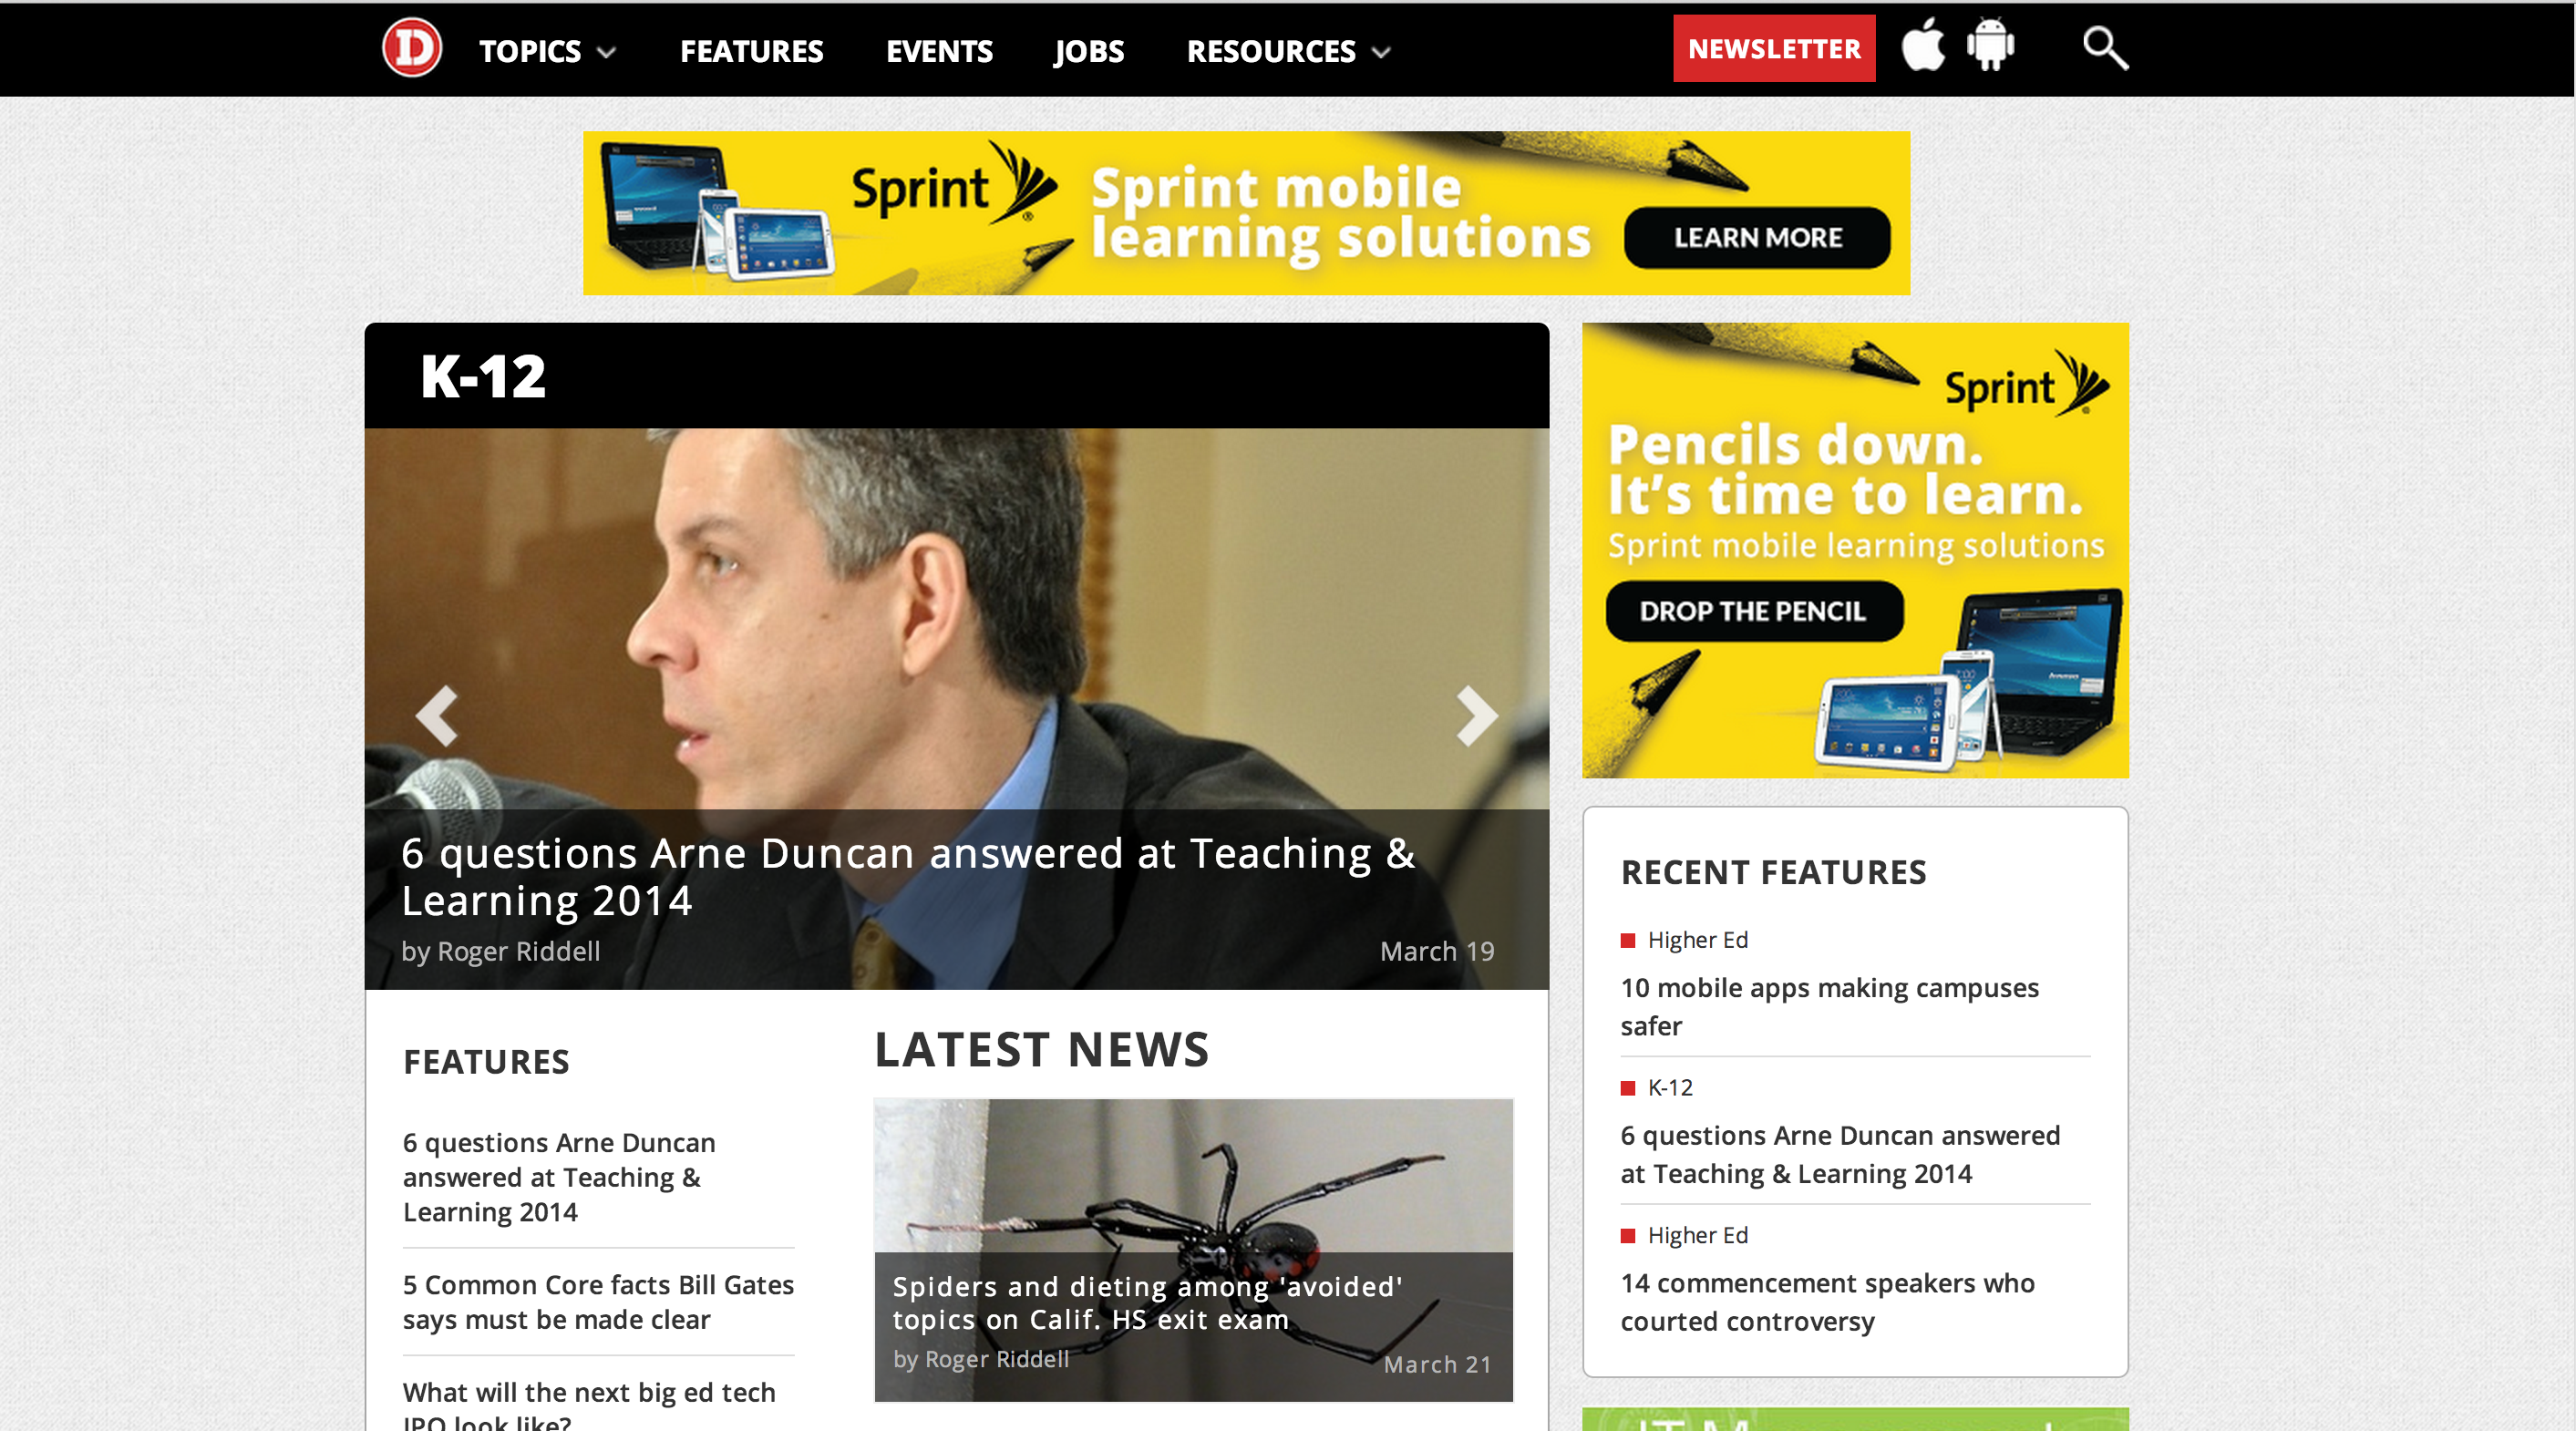 D TOPICS FEATURES EVENTS JOBS RESOURCES NEWSLETTER
Sprint
Sprint mobile
learning solutions
LEARN MORE
K-12
6 questions Arne Duncan answered at Teaching &
Learning 2014
by Roger Riddell March 19
FEATURES
6 questions Arne Duncan
answered at Teaching &
Learning 2014
5 Common Core facts Bill Gates
says must be made clear
What will the next big ed tech
IPO look like?
LATEST NEWS
Spiders and dieting among 'avoided'
topics on Calif. HS exit exam
by Roger Riddell March 21
Sprint
Pencils down.
It's time to learn.
Sprint mobile learning solutions
DROP THE PENCIL
RECENT FEATURES
Higher Ed
10 mobile apps making campuses
safer
K-12
6 questions Arne Duncan answered
at Teaching & Learning 2014
Higher Ed
14 commencement speakers who
courted controversy